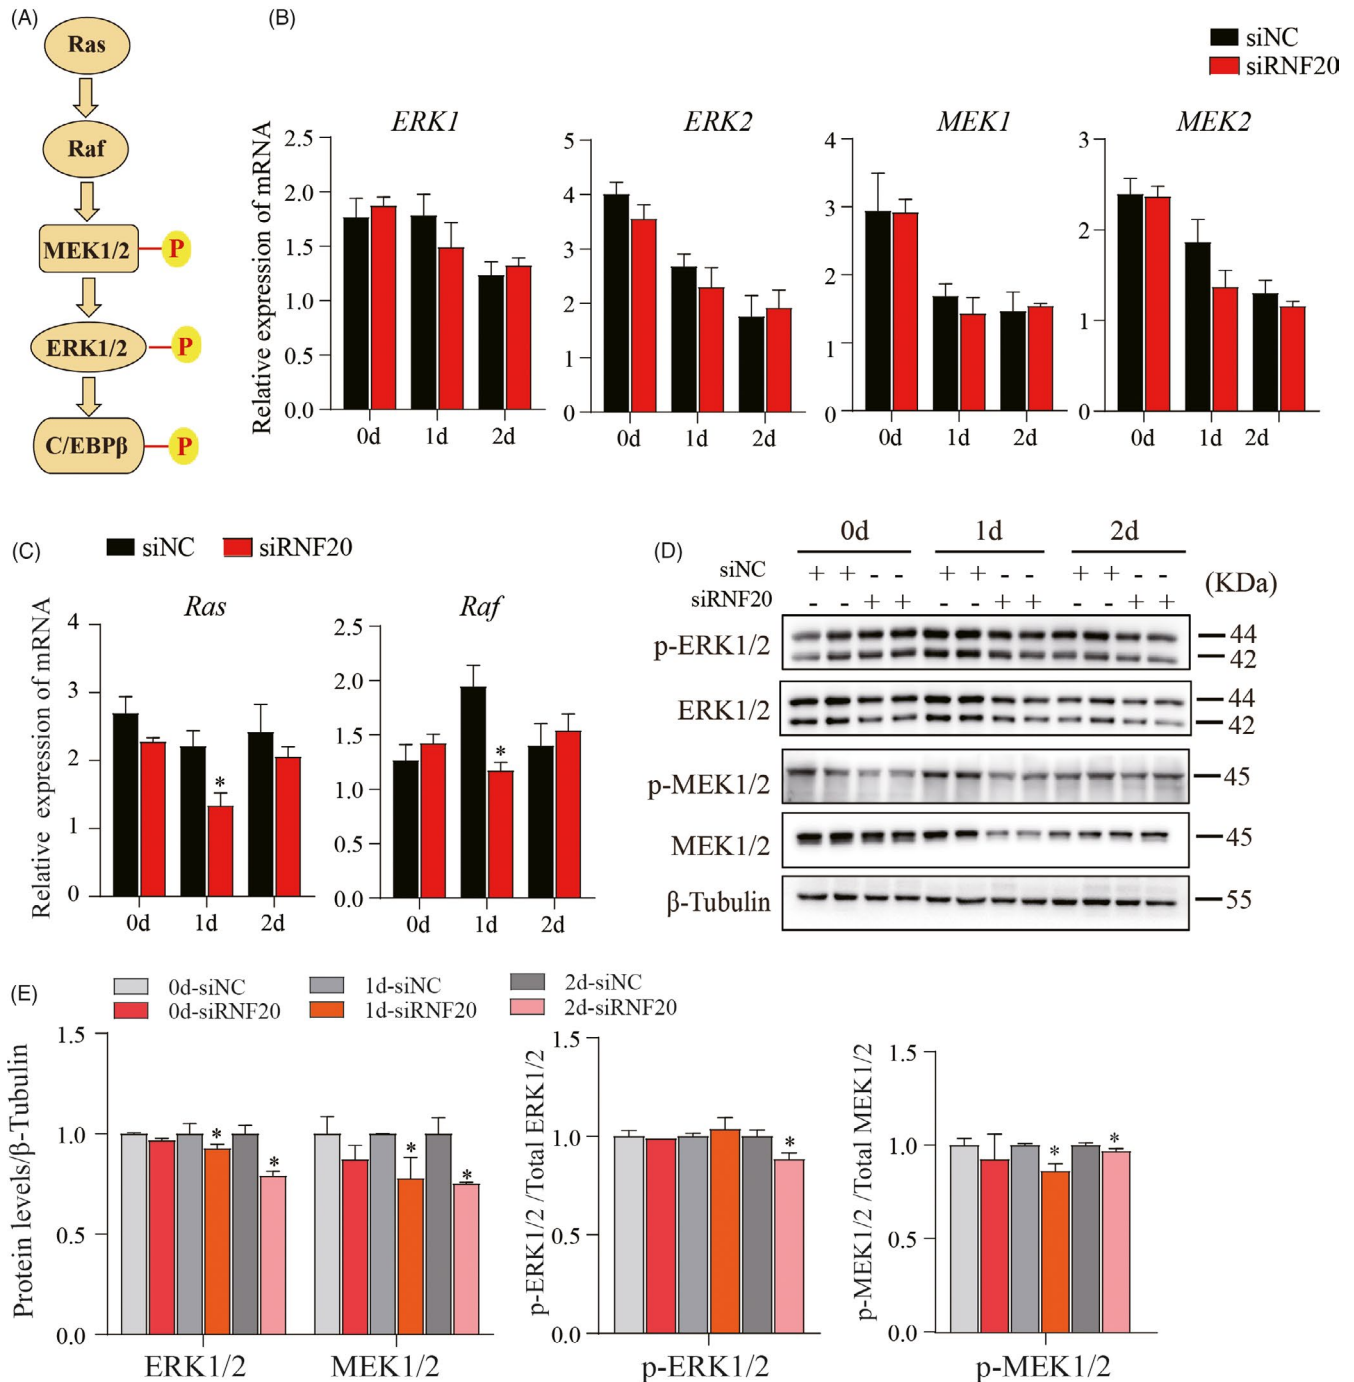 (A)
Ras
Raf
MEK1/2 P
ERK1/2 P
C/EBPβ P
(B)
siNC
siRNF20
ERK1 ERK2 MEK1 MEK2
Relative expression of mRNA
2.5
2.0
1.5
1.0
0.5
0.0
0d 1d 2d
5
4
3
2
1
0
0d 1d 2d
4
3
2
1
0
0d 1d 2d
3
2
1
0
0d 1d 2d
(C)
siNC siRNF20
Ras Raf
Relative expression of mRNA
4
3
2
1
0
*
0d 1d 2d
2.5
2.0
1.5
1.0
0.5
0.0
*
0d 1d 2d
(D)
0d 1d 2d
siNC + + - - + + - - + + - - (KDa)
siRNF20 - - + + - - + + - - + +
p-ERK1/2 44
42
ERK1/2 44
42
p-MEK1/2 45
MEK1/2 45
β-Tubulin 55
(E)
0d-siNC 1d-siNC 2d-siNC
0d-siRNF20 1d-siRNF20 2d-siRNF20
Protein levels/β-Tubulin
1.5
1.0
0.5
0.0
* * * *
ERK1/2 MEK1/2
p-ERK1/2 /Total ERK1/2
1.5
1.0
0.5
0.0
*
p-ERK1/2
p-MEK1/2 /Total MEK1/2
1.5
1.0
0.5
0.0
* *
p-MEK1/2